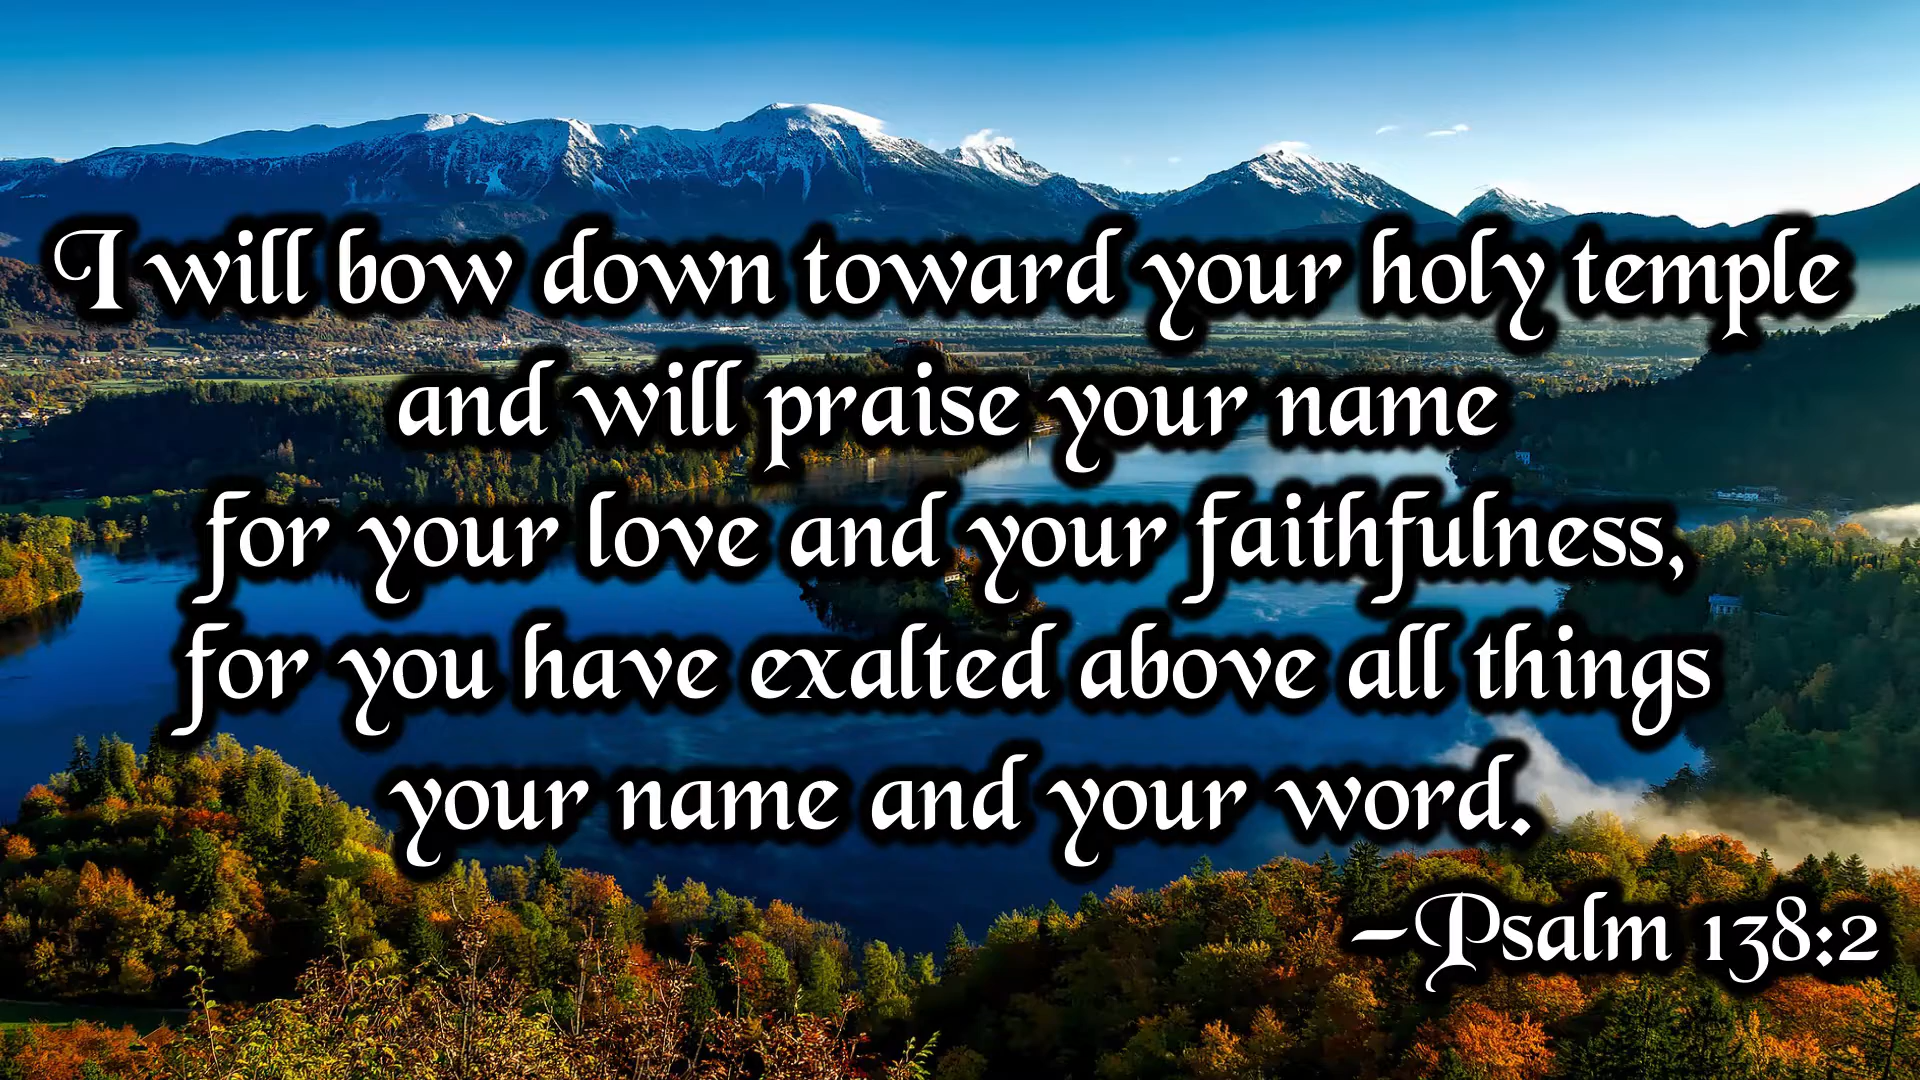 I will bow down toward your holy temple
and will praise your name
for your love and your faithfulness,
for you have exalted above all things
your name and your word.
–Psalm 138:2